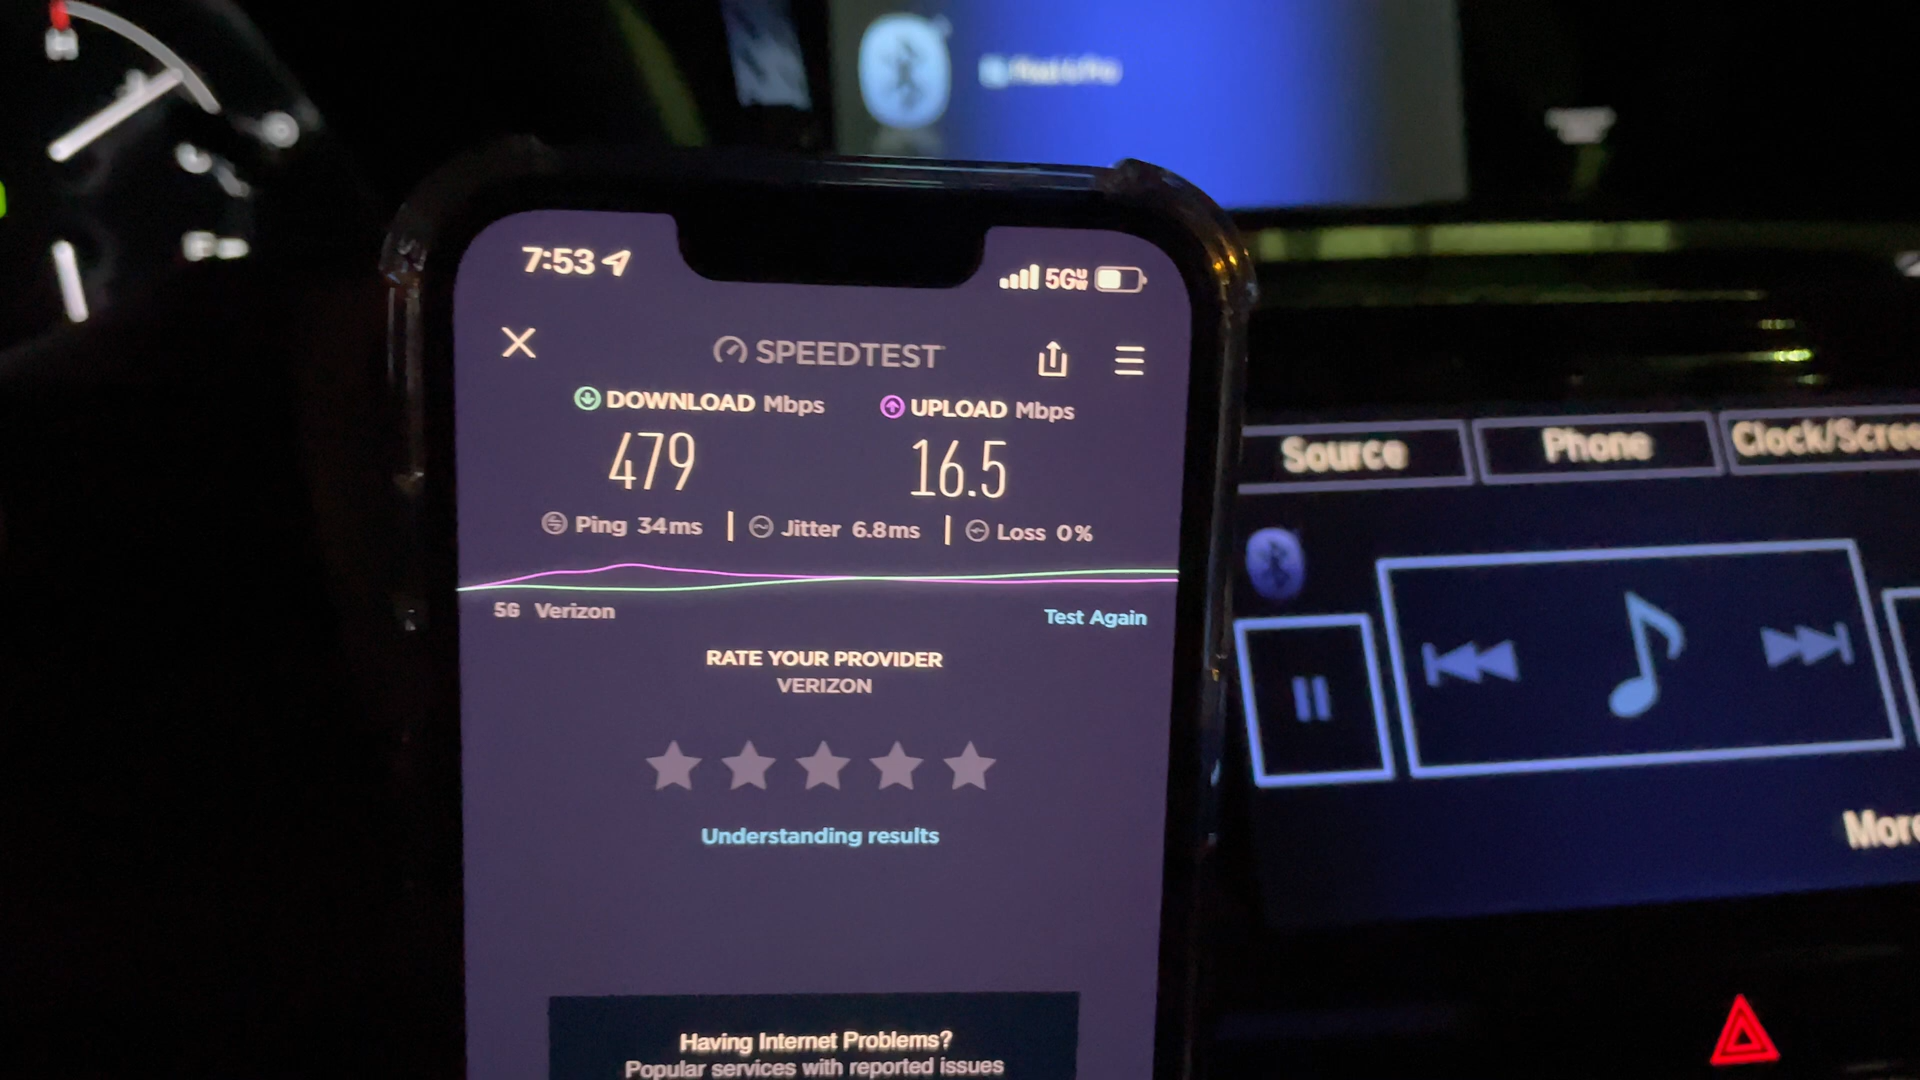 7:53
5G UW
SPEEDTEST
DOWNLOAD Mbps
UPLOAD Mbps
479
16.5
Ping 34ms
Jitter 6.8ms
Loss 0%
5G Verizon
Test Again
RATE YOUR PROVIDER
VERIZON
Understanding results
Having Internet Problems?
Popular services with reported issues
Source
Phone
Clock/Scree
More
H